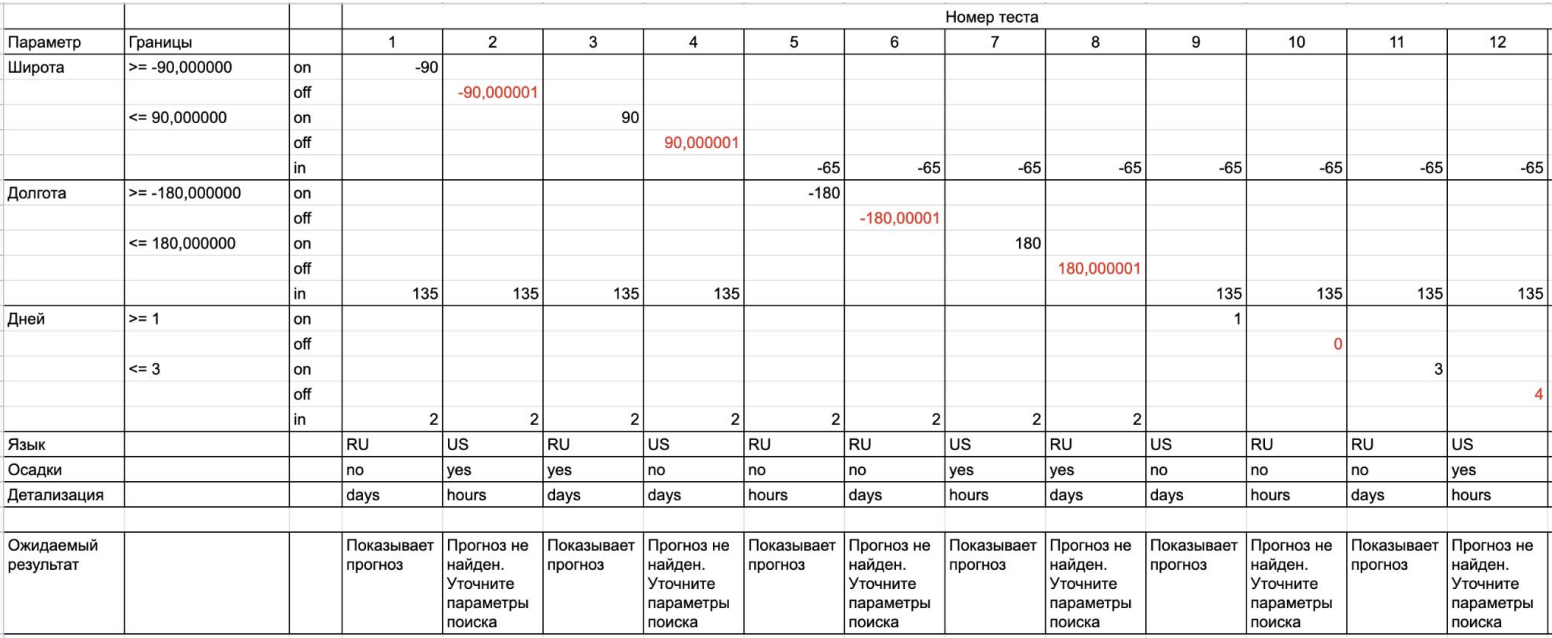 Номер теста
Параметр Границы 1 2 3 4 5 6 7 8 9 10 11 12
Широта >= -90,000000 on -90
off -90,000001
<= 90,000000 on 90
off 90,000001
in -65 -65 -65 -65 -65 -65 -65 -65
Долгота >= -180,000000 on -180
off -180,00001
<= 180,000000 on 180
off 180,000001
in 135 135 135 135 135 135 135 135
Дней >= 1 on 1
off 0
<= 3 on 3
off 4
in 2 2 2 2 2 2 2 2
Язык RU US RU US RU RU US RU US RU RU US
Осадки no yes yes no no no yes yes no no no yes
Детализация days hours days days hours days hours days days hours days hours
Ожидаемый Показывает Прогноз не Показывает Прогноз не Показывает Прогноз не Показывает Прогноз не Показывает Прогноз не Показывает Прогноз не
результат прогноз найден. прогноз найден. прогноз найден. прогноз найден. прогноз найден. прогноз найден.
Уточните Уточните Уточните Уточните Уточните Уточните
параметры параметры параметры параметры параметры параметры
поиска поиска поиска поиска поиска поиска